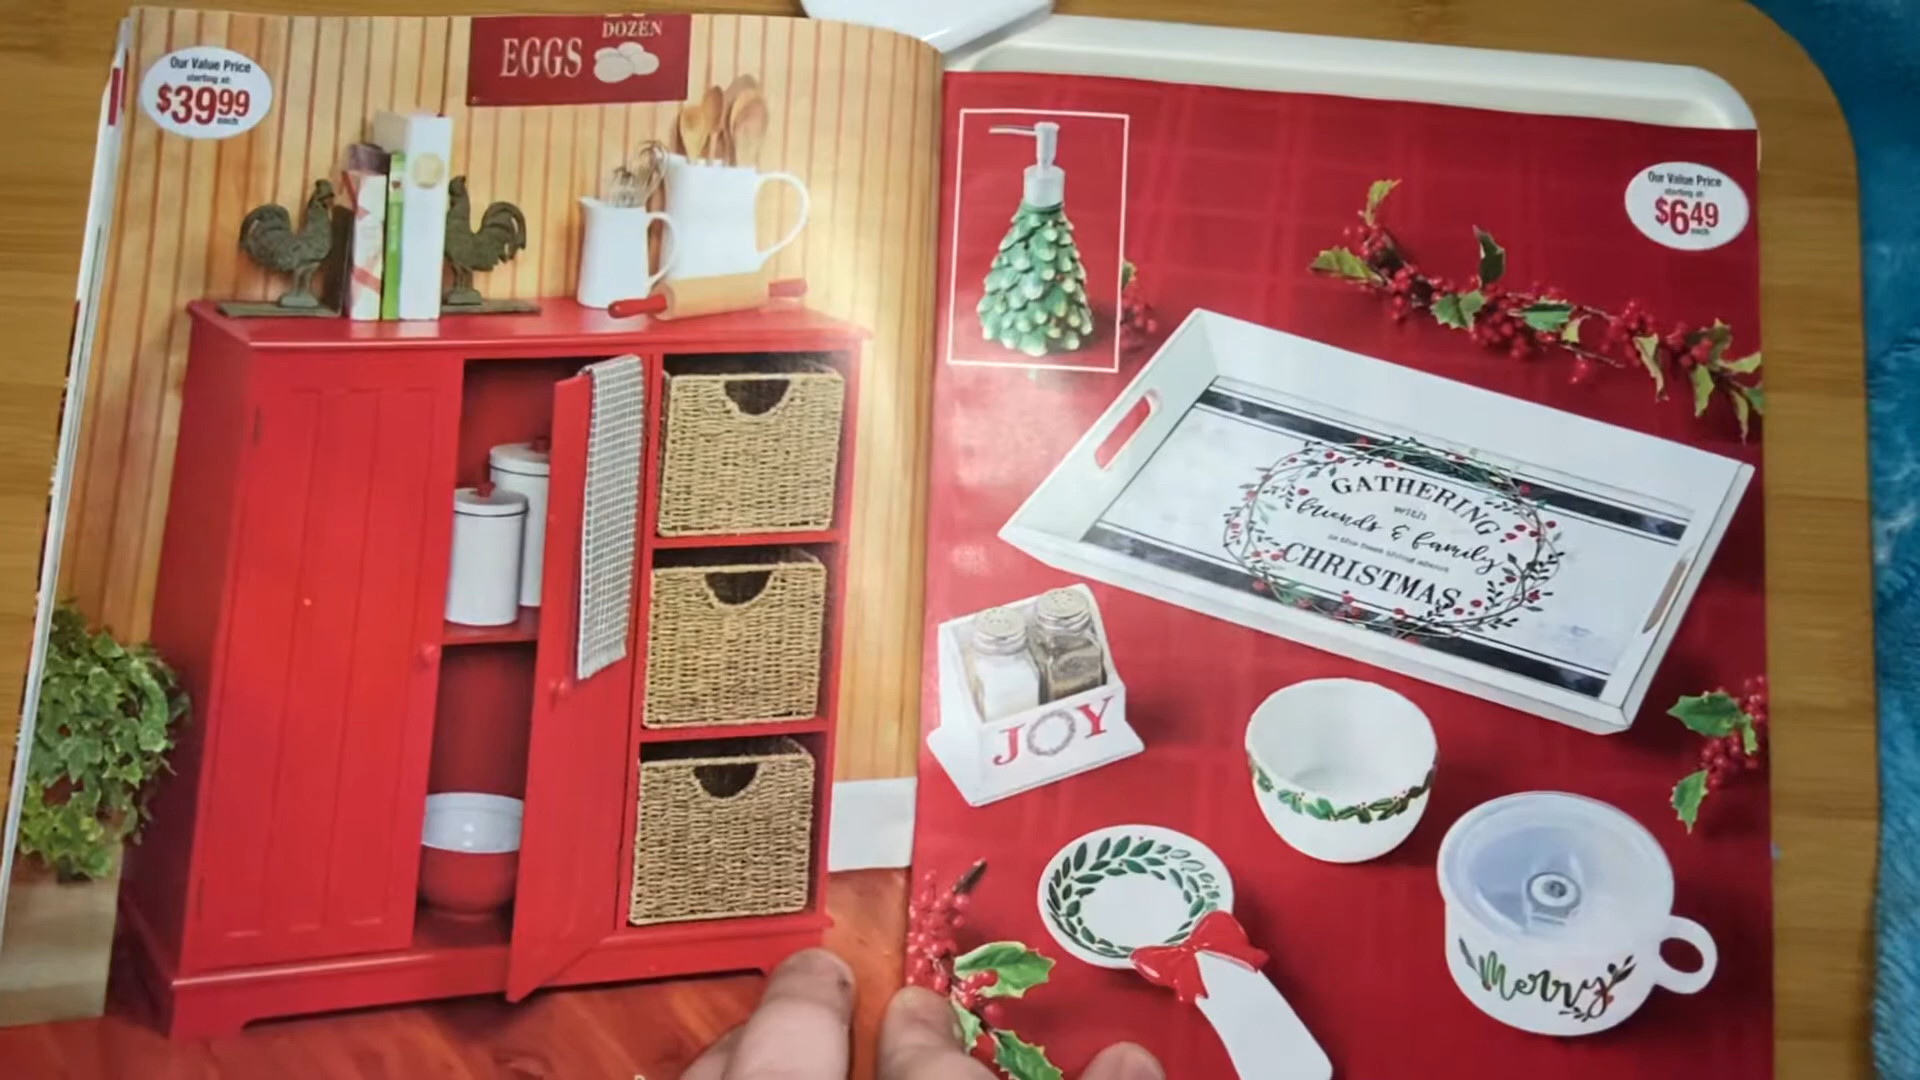 Our Value Price
starting at:
$39.99
each
DOZEN
EGGS
Our Value Price
starting at:
$6.49
each
GATHERING
with
friends & family
CHRISTMAS
JOY
Merry